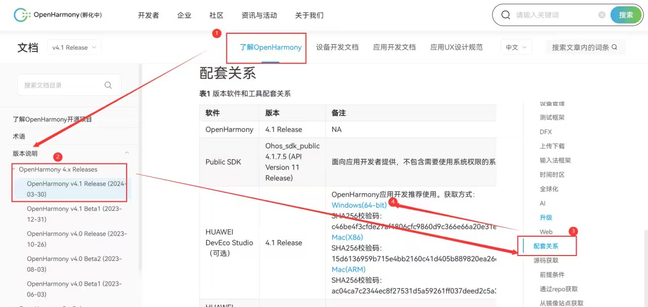 OpenHarmony(孵化中)
开发者
企业
社区
资讯与活动
关于我们
请输入关键词
搜索
文档
v4.1 Release
1
了解OpenHarmony
设备开发文档
应用开发文档
应用UX设计规范
中文
搜索文章内的词条
搜索文档目录
了解OpenHarmony开源项目
术语
版本说明
2
OpenHarmony 4.x Releases
OpenHarmony v4.1 Release (2024-
03-30)
OpenHarmony v4.1 Beta1 (2023-
12-31)
OpenHarmony v4.0 Release (2023-
10-26)
OpenHarmony v4.0 Beta2 (2023-
08-03)
OpenHarmony v4.0 Beta1 (2023-
06-03)
配套关系
表1 版本软件和工具配套关系
软件
版本
备注
OpenHarmony
4.1 Release
NA
Public SDK
Ohos_sdk_public
4.1.7.5 (API
Version 11
Release)
面向应用开发者提供，不包含需要使用系统权限的系
HUAWEI
DevEco Studio
（可选）
4.1 Release
OpenHarmony应用开发推荐使用。获取方式：
Windows(64-bit)
4
SHA256校验码:
Mac(X86)
SHA256校验码:
Mac(ARM)
SHA256校验码:
HUAWEI
设备管理
测试框架
DFX
上传下载
输入法框架
时间时区
全球化
AI
升级
Web
3
配套关系
源码获取
前提条件
通过repo获取
从镜像站点获取